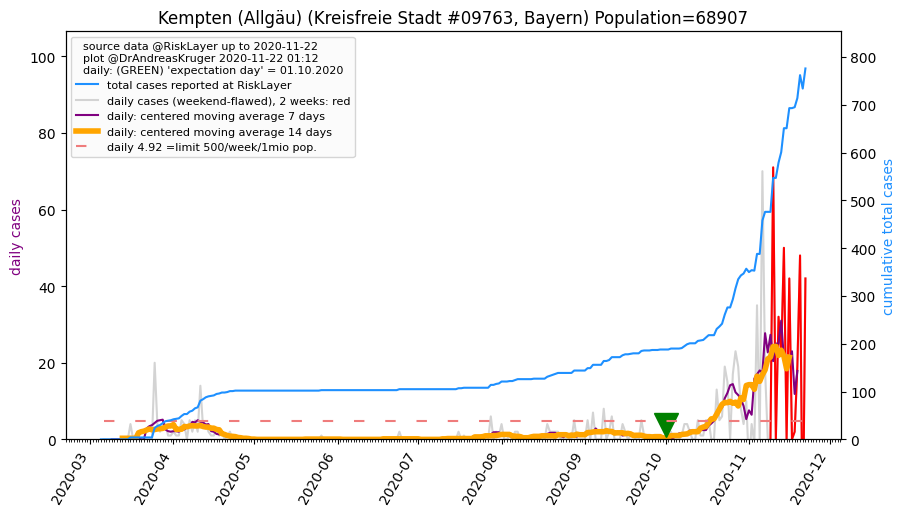 Kempten (Allgäu) (Kreisfreie Stadt #09763, Bayern) Population=68907
source data @RiskLayer up to 2020-11-22
plot @DrAndreasKruger 2020-11-22 01:12
daily: (GREEN) 'expectation day' = 01.10.2020
total cases reported at RiskLayer
daily cases (weekend-flawed), 2 weeks: red
daily: centered moving average 7 days
daily: centered moving average 14 days
daily 4.92 =limit 500/week/1mio pop.
daily cases
100
80
60
40
20
0
cumulative total cases
800
700
600
500
400
300
200
100
0
2020-03
2020-04
2020-05
2020-06
2020-07
2020-08
2020-09
2020-10
2020-11
2020-12